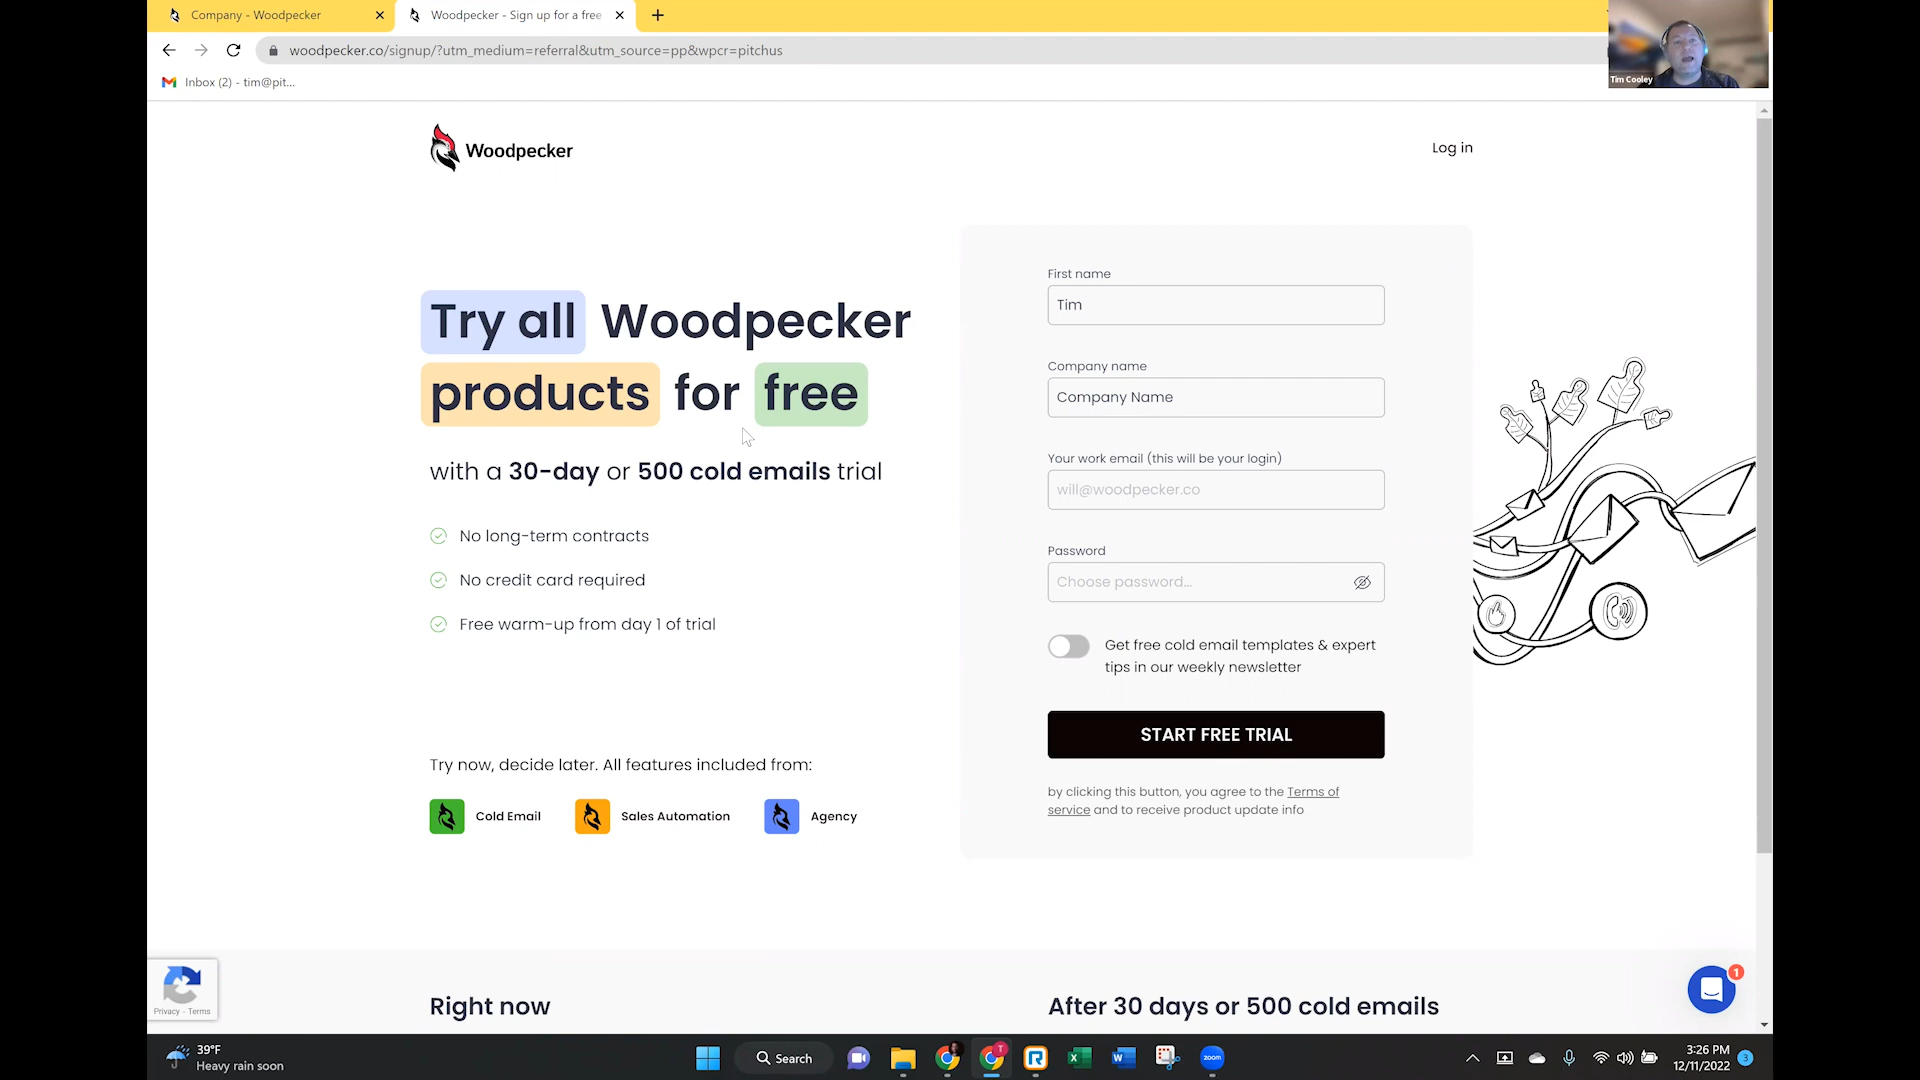 Company - Woodpecker
Woodpecker - Sign up for a free
woodpecker.co/signup/?utm_medium=referral&utm_source=pp&wpcr=pitchus
Tim Cooley
Inbox (2) - tim@pit...
Woodpecker
Log in
Try all Woodpecker
products for free
with a 30-day or 500 cold emails trial
No long-term contracts
No credit card required
Free warm-up from day 1 of trial
Try now, decide later. All features included from:
Cold Email
Sales Automation
Agency
First name
Tim
Company name
Company Name
Your work email (this will be your login)
will@woodpecker.co
Password
Choose password...
Get free cold email templates & expert
tips in our weekly newsletter
START FREE TRIAL
by clicking this button, you agree to the Terms of
service and to receive product update info
Privacy - Terms
Right now
After 30 days or 500 cold emails
1
39°F
Heavy rain soon
Search
T
R
X
W
zoom
3:26 PM
12/11/2022
3